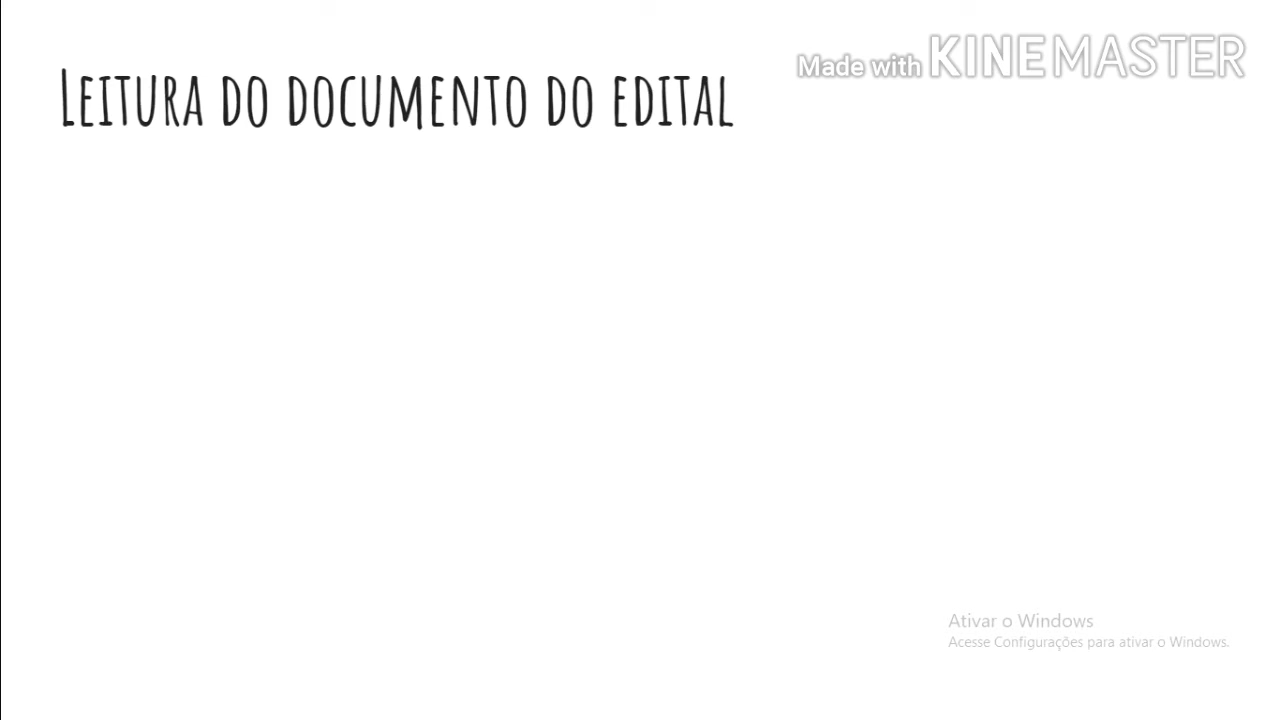 Leitura do documento do edital
Made with KINEMASTER
Ativar o Windows
Acesse Configurações para ativar o Windows.